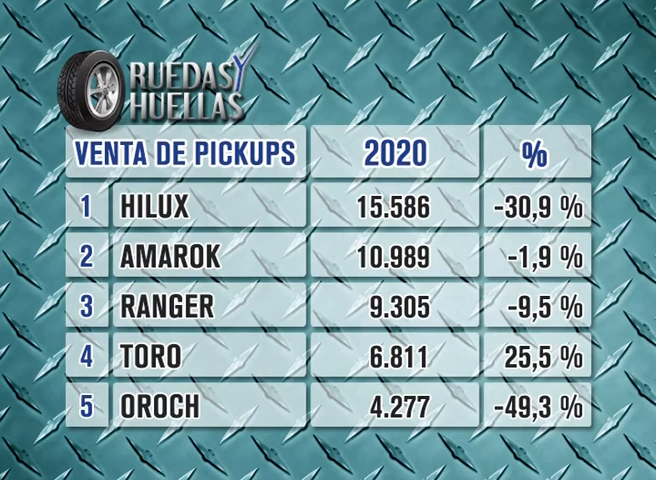 RUEDAS Y
HUELLAS
VENTA DE PICKUPS 2020 %
1 HILUX 15.586 -30,9 %
2 AMAROK 10.989 -1,9 %
3 RANGER 9.305 -9,5 %
4 TORO 6.811 25,5 %
5 OROCH 4.277 -49,3 %